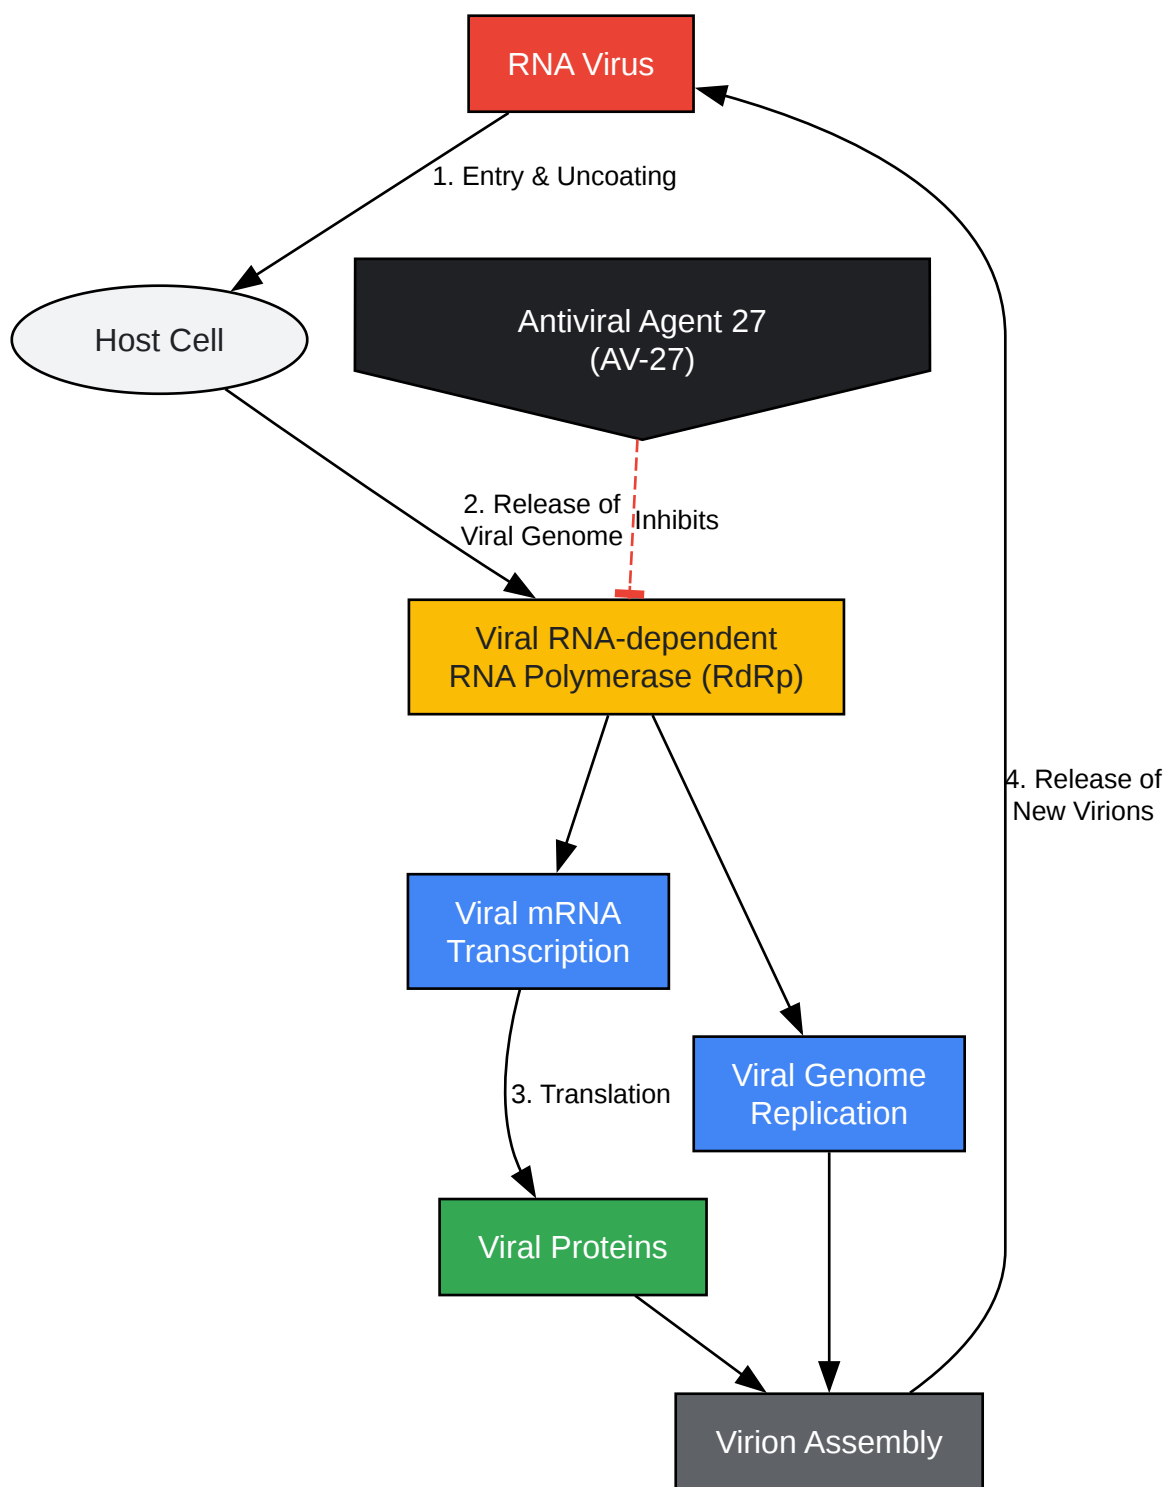 RNA Virus
1. Entry & Uncoating
Antiviral Agent 27
(AV-27)
Host Cell
2. Release of
Viral Genome
Inhibits
Viral RNA-dependent
RNA Polymerase (RdRp)
4. Release of
New Virions
Viral mRNA
Transcription
Viral Genome
Replication
3. Translation
Viral Proteins
Virion Assembly